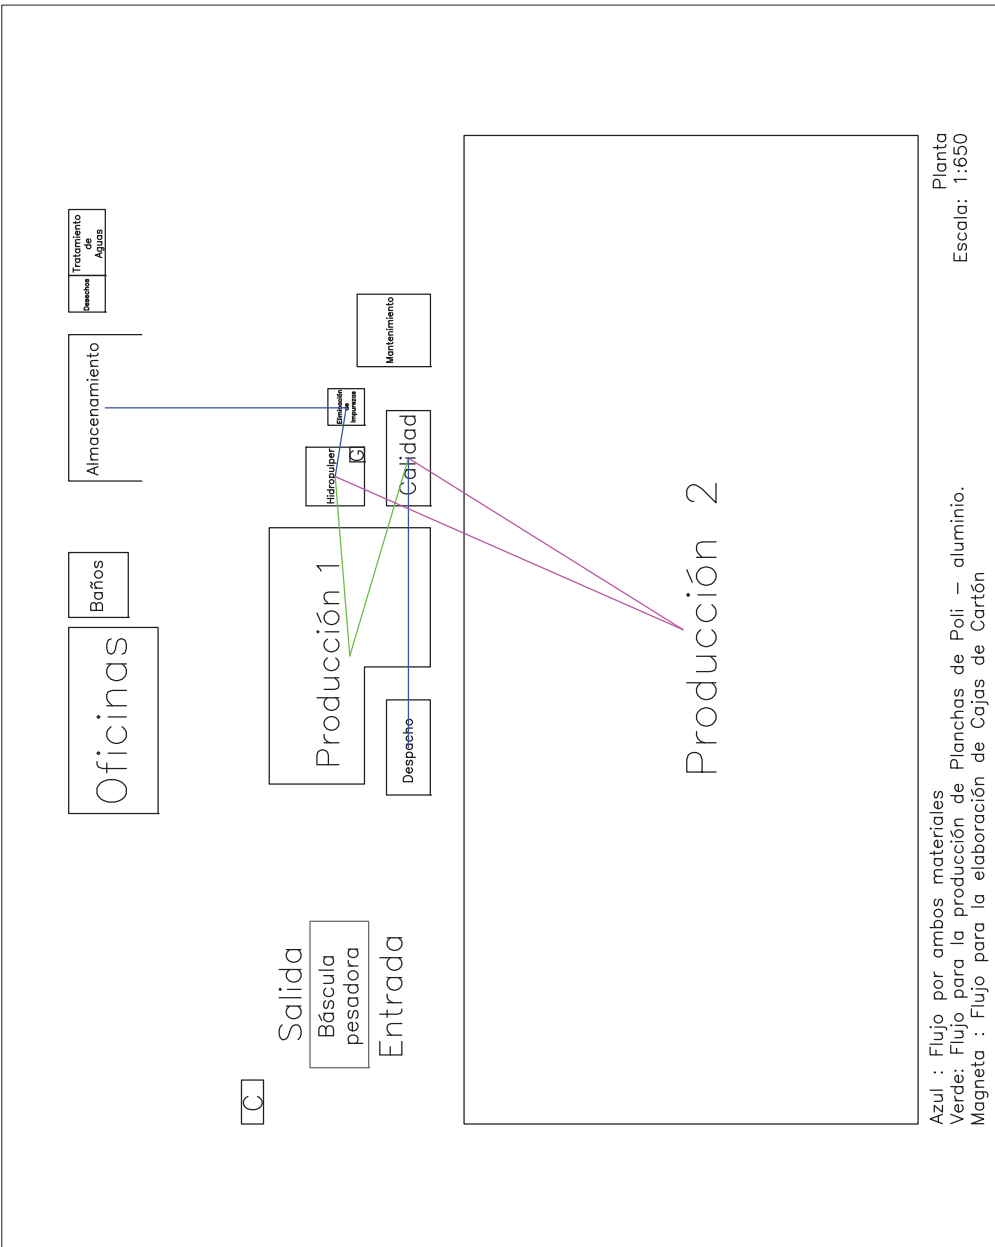 Tratamiento
de
Aguas
Desechos
Almacenamiento
Baños
Oficinas
Mantenimiento
Eliminación
de
Impurezas
Hidropulper
G
Calidad
Producción 1
Despacho
Salida
Báscula
pesadora
Entrada
C
Producción 2
Planta
Escala: 1:650
Azul : Flujo por ambos materiales
Verde: Flujo para la producción de Planchas de Poli – aluminio.
Magneta : Flujo para la elaboración de Cajas de Cartón